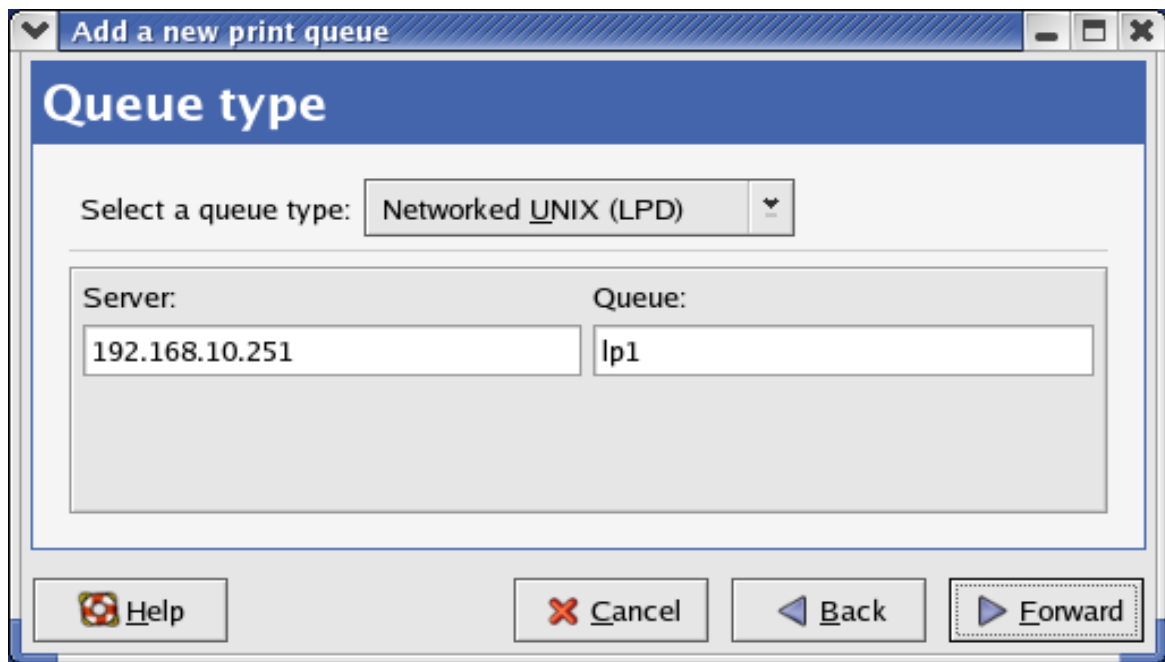 Add a new print queue
Queue type
Select a queue type: Networked UNIX (LPD)
Server: Queue:
192.168.10.251 lp1
Help Cancel Back Forward